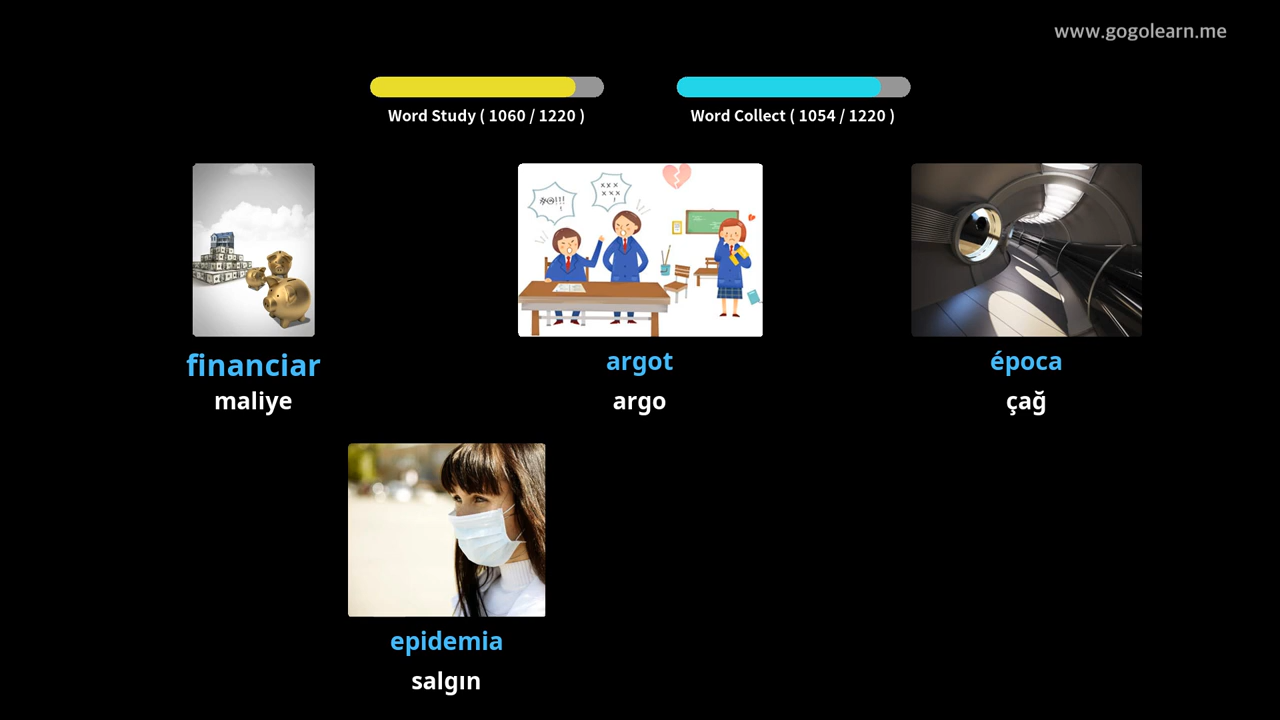 www.gogolearn.me
Word Study ( 1060 / 1220 )
Word Collect ( 1054 / 1220 )
#@!!!
!
x x x
x x x
!
financiar
maliye
argot
argo
época
çağ
epidemia
salgın